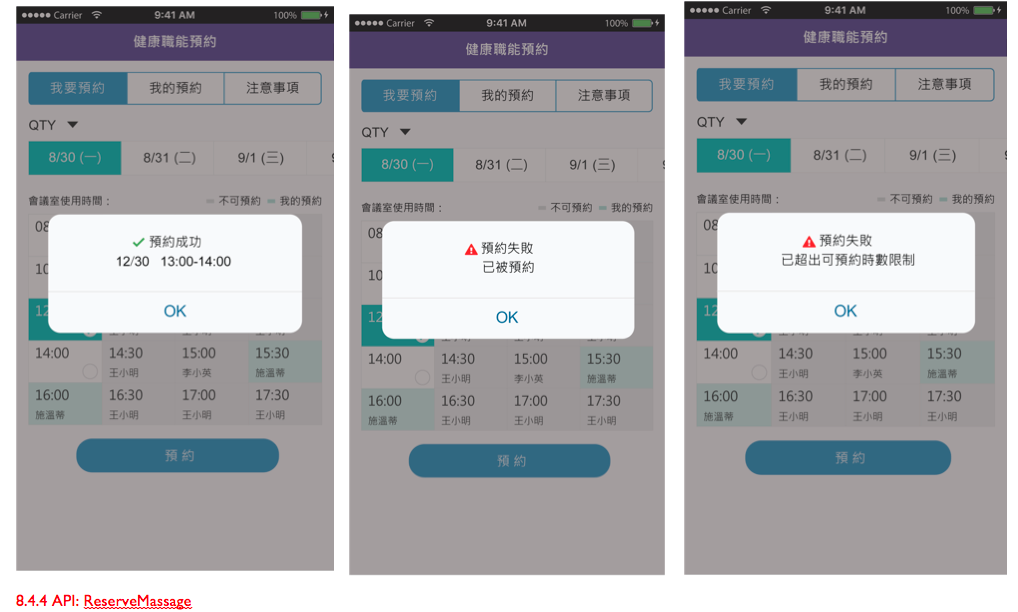 Carrier 9:41 AM 100%
健康職能預約
我要預約 我的預約 注意事項
QTY
8/30 (一) 8/31 (二) 9/1 (三)
會議室使用時間： 不可預約 我的預約
08
預約成功
12/30 13:00-14:00
10
OK
12
14:00 14:30 15:00 15:30
王小明 李小英 施溫蒂
16:00 16:30 17:00 17:30
施溫蒂 王小明 王小明 王小明
預約
Carrier 9:41 AM 100%
健康職能預約
我要預約 我的預約 注意事項
QTY
8/30 (一) 8/31 (二) 9/1 (三)
會議室使用時間： 不可預約 我的預約
08
預約失敗
已被預約
10
OK
12
14:00 14:30 15:00 15:30
王小明 李小英 施溫蒂
16:00 16:30 17:00 17:30
施溫蒂 王小明 王小明 王小明
預約
Carrier 9:41 AM 100%
健康職能預約
我要預約 我的預約 注意事項
QTY
8/30 (一) 8/31 (二) 9/1 (三)
會議室使用時間： 不可預約 我的預約
08
預約失敗
已超出可預約時數限制
10
OK
12
14:00 14:30 15:00 15:30
王小明 李小英 施溫蒂
16:00 16:30 17:00 17:30
施溫蒂 王小明 王小明 王小明
預約
8.4.4 API: ReserveMassage